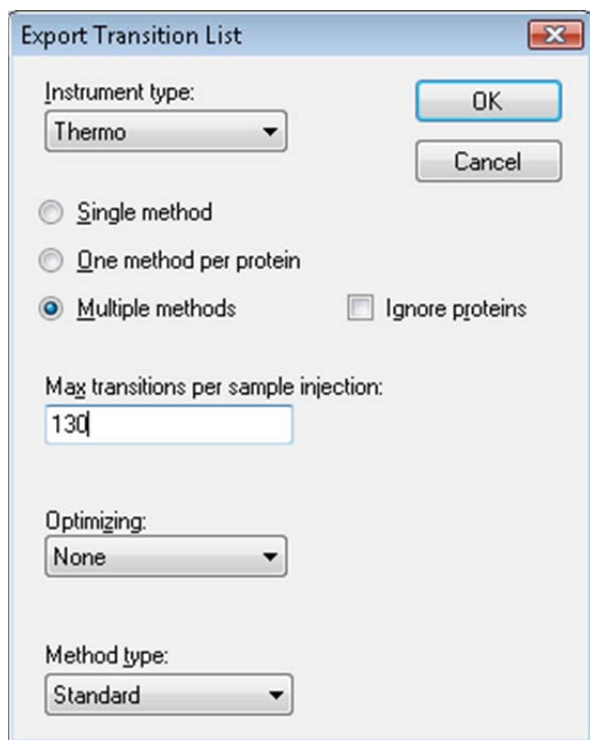 Export Transition List
Instrument type:
Thermo
OK
Cancel
Single method
One method per protein
Multiple methods
Ignore proteins
Max transitions per sample injection:
130
Optimizing:
None
Method type:
Standard